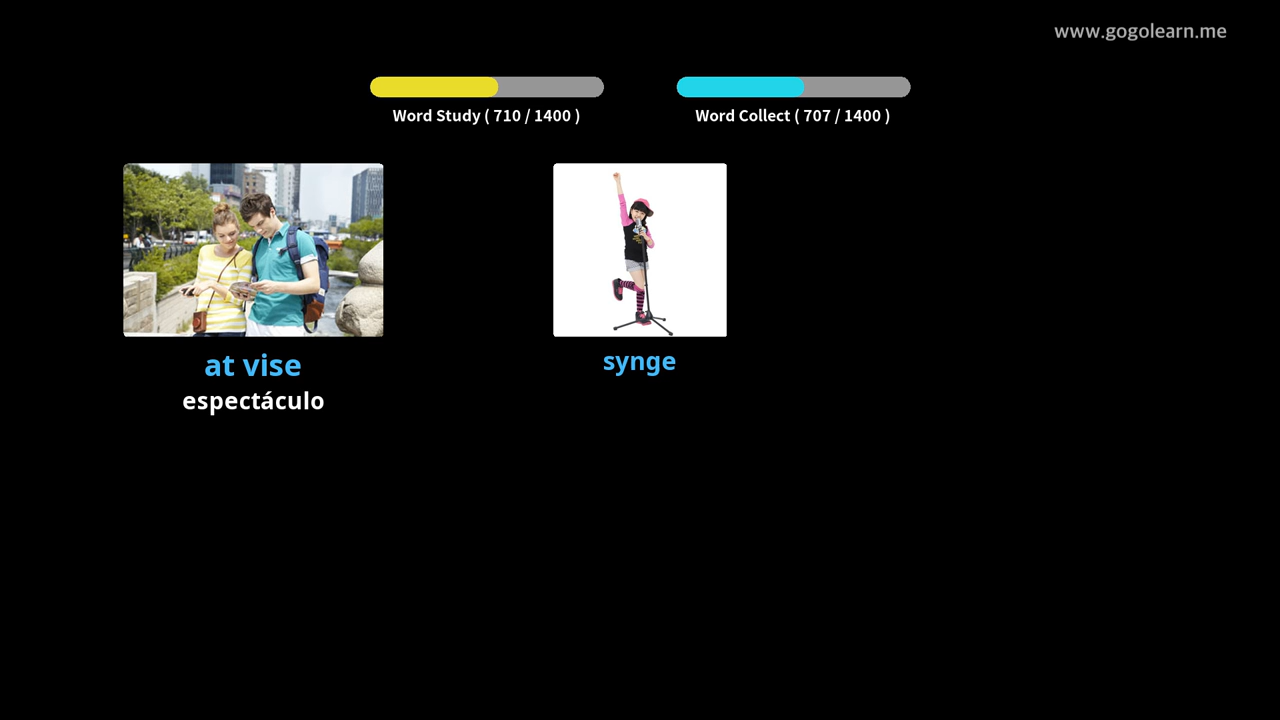 www.gogolearn.me
Word Study ( 710 / 1400 )
Word Collect ( 707 / 1400 )
at vise
espectáculo
synge